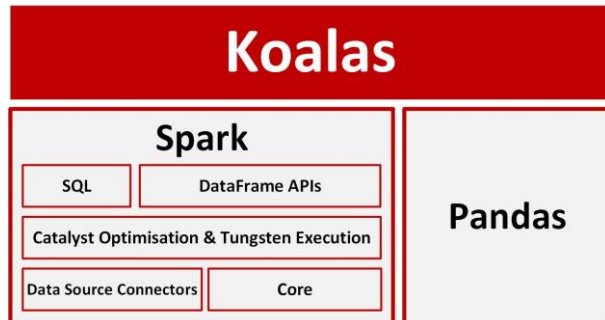 Koalas
Spark
SQL
DataFrame APIs
Catalyst Optimisation & Tungsten Execution
Data Source Connectors
Core
Pandas